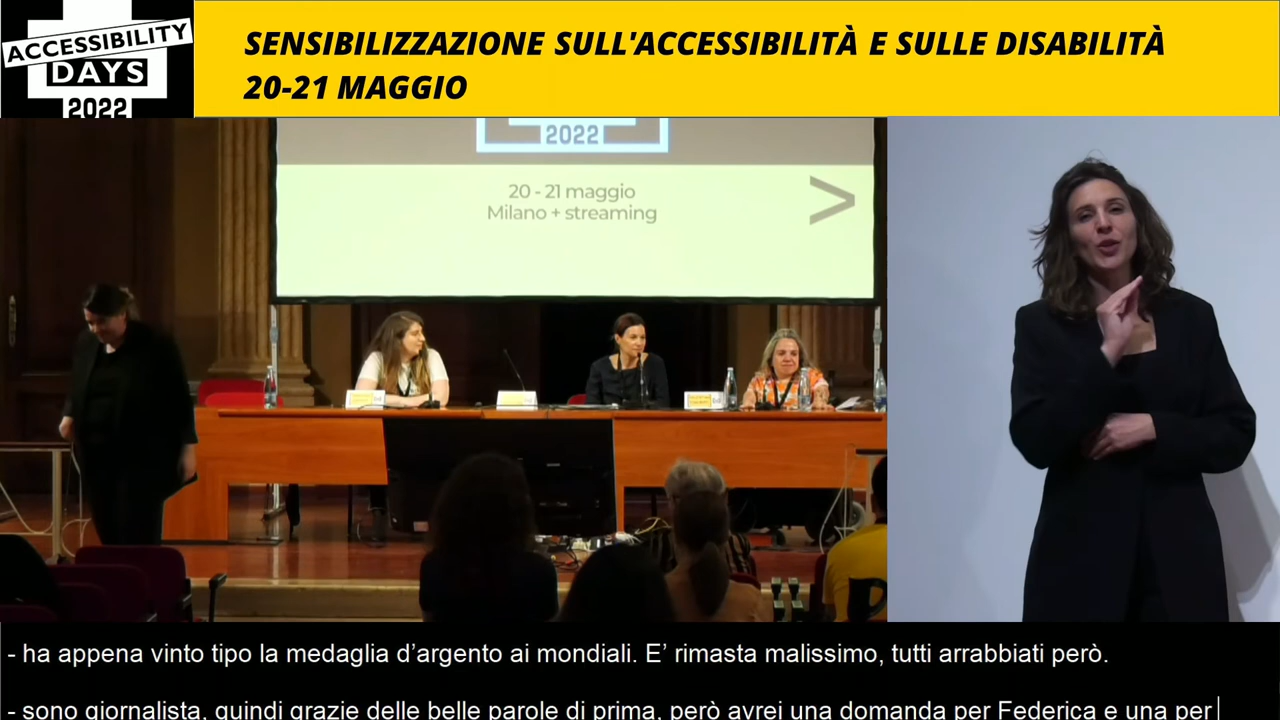 ACCESSIBILITY
DAYS
2022
SENSIBILIZZAZIONE SULL'ACCESSIBILITÀ E SULLE DISABILITÀ
20-21 MAGGIO
2022
20 - 21 maggio
Milano + streaming
>
- ha appena vinto tipo la medaglia d’argento ai mondiali. E’ rimasta malissimo, tutti arrabbiati però.
- sono giornalista, quindi grazie delle belle parole di prima, però avrei una domanda per Federica e una per